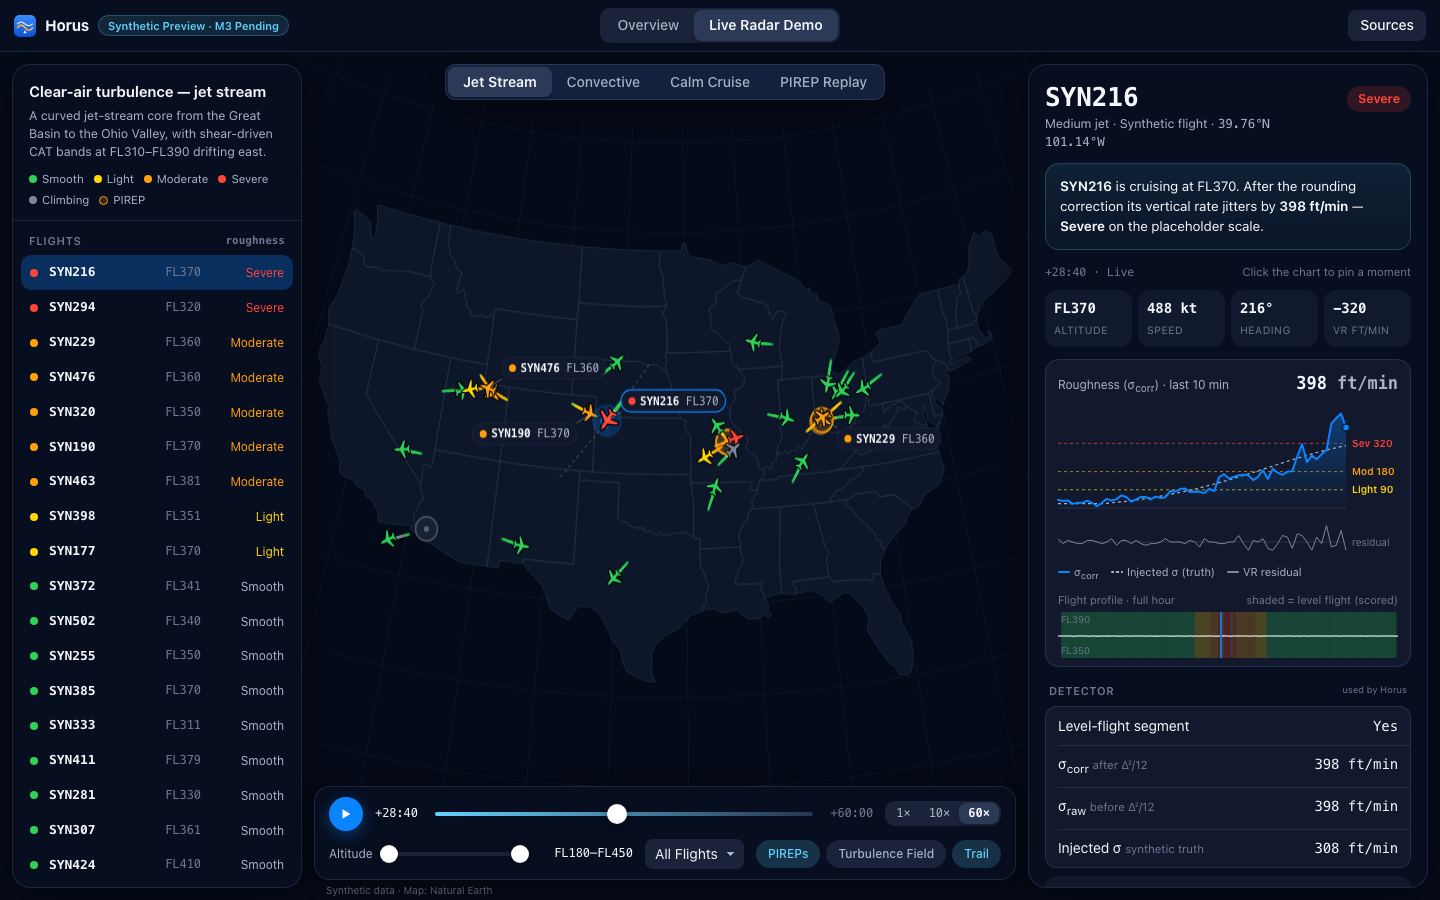 Horus
Synthetic Preview · M3 Pending
Overview
Live Radar Demo
Sources
Clear-air turbulence — jet stream
A curved jet-stream core from the Great
Basin to the Ohio Valley, with shear-driven
CAT bands at FL310–FL390 drifting east.
Smooth Light Moderate Severe
Climbing PIREP
FLIGHTS roughness
SYN216 FL370 Severe
SYN294 FL320 Severe
SYN229 FL360 Moderate
SYN476 FL360 Moderate
SYN320 FL350 Moderate
SYN190 FL370 Moderate
SYN463 FL381 Moderate
SYN398 FL351 Light
SYN177 FL370 Light
SYN372 FL341 Smooth
SYN502 FL340 Smooth
SYN255 FL350 Smooth
SYN385 FL370 Smooth
SYN333 FL311 Smooth
SYN411 FL379 Smooth
SYN281 FL330 Smooth
SYN307 FL361 Smooth
SYN424 FL410 Smooth
Jet Stream Convective Calm Cruise PIREP Replay
SYN476 FL360
SYN216 FL370
SYN190 FL370
SYN229 FL360
+28:40 +60:00 1× 10× 60×
Altitude FL180–FL450 All Flights PIREPs Turbulence Field Trail
Synthetic data · Map: Natural Earth
SYN216 Severe
Medium jet · Synthetic flight · 39.76°N
101.14°W
SYN216 is cruising at FL370. After the rounding
correction its vertical rate jitters by 398 ft/min —
Severe on the placeholder scale.
+28:40 · Live Click the chart to pin a moment
FL370 488 kt 216° −320
ALTITUDE SPEED HEADING VR FT/MIN
Roughness (σcorr) · last 10 min 398 ft/min
Sev 320
Mod 180
Light 90
residual
σcorr Injected σ (truth) VR residual
Flight profile · full hour shaded = level flight (scored)
FL390
FL350
DETECTOR used by Horus
Level-flight segment Yes
σcorr after Δ²/12 398 ft/min
σraw before Δ²/12 398 ft/min
Injected σ synthetic truth 308 ft/min